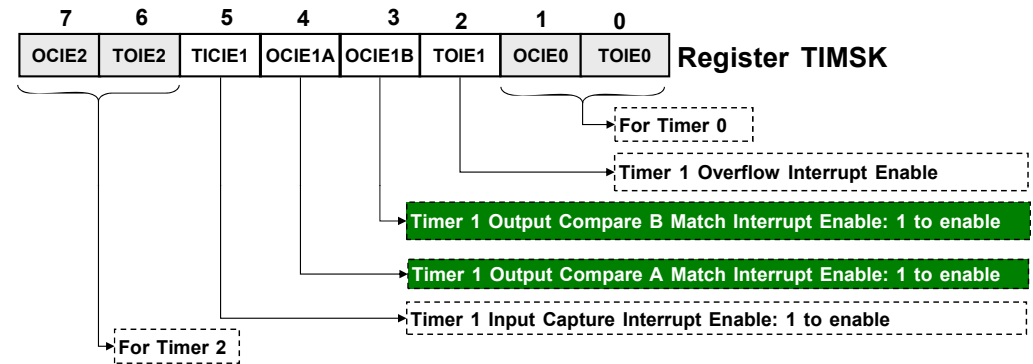 7 6 5 4 3 2 1 0
OCIE2 TOIE2 TICIE1 OCIE1A OCIE1B TOIE1 OCIE0 TOIE0 Register TIMSK
For Timer 0
Timer 1 Overflow Interrupt Enable
Timer 1 Output Compare B Match Interrupt Enable: 1 to enable
Timer 1 Output Compare A Match Interrupt Enable: 1 to enable
Timer 1 Input Capture Interrupt Enable: 1 to enable
For Timer 2